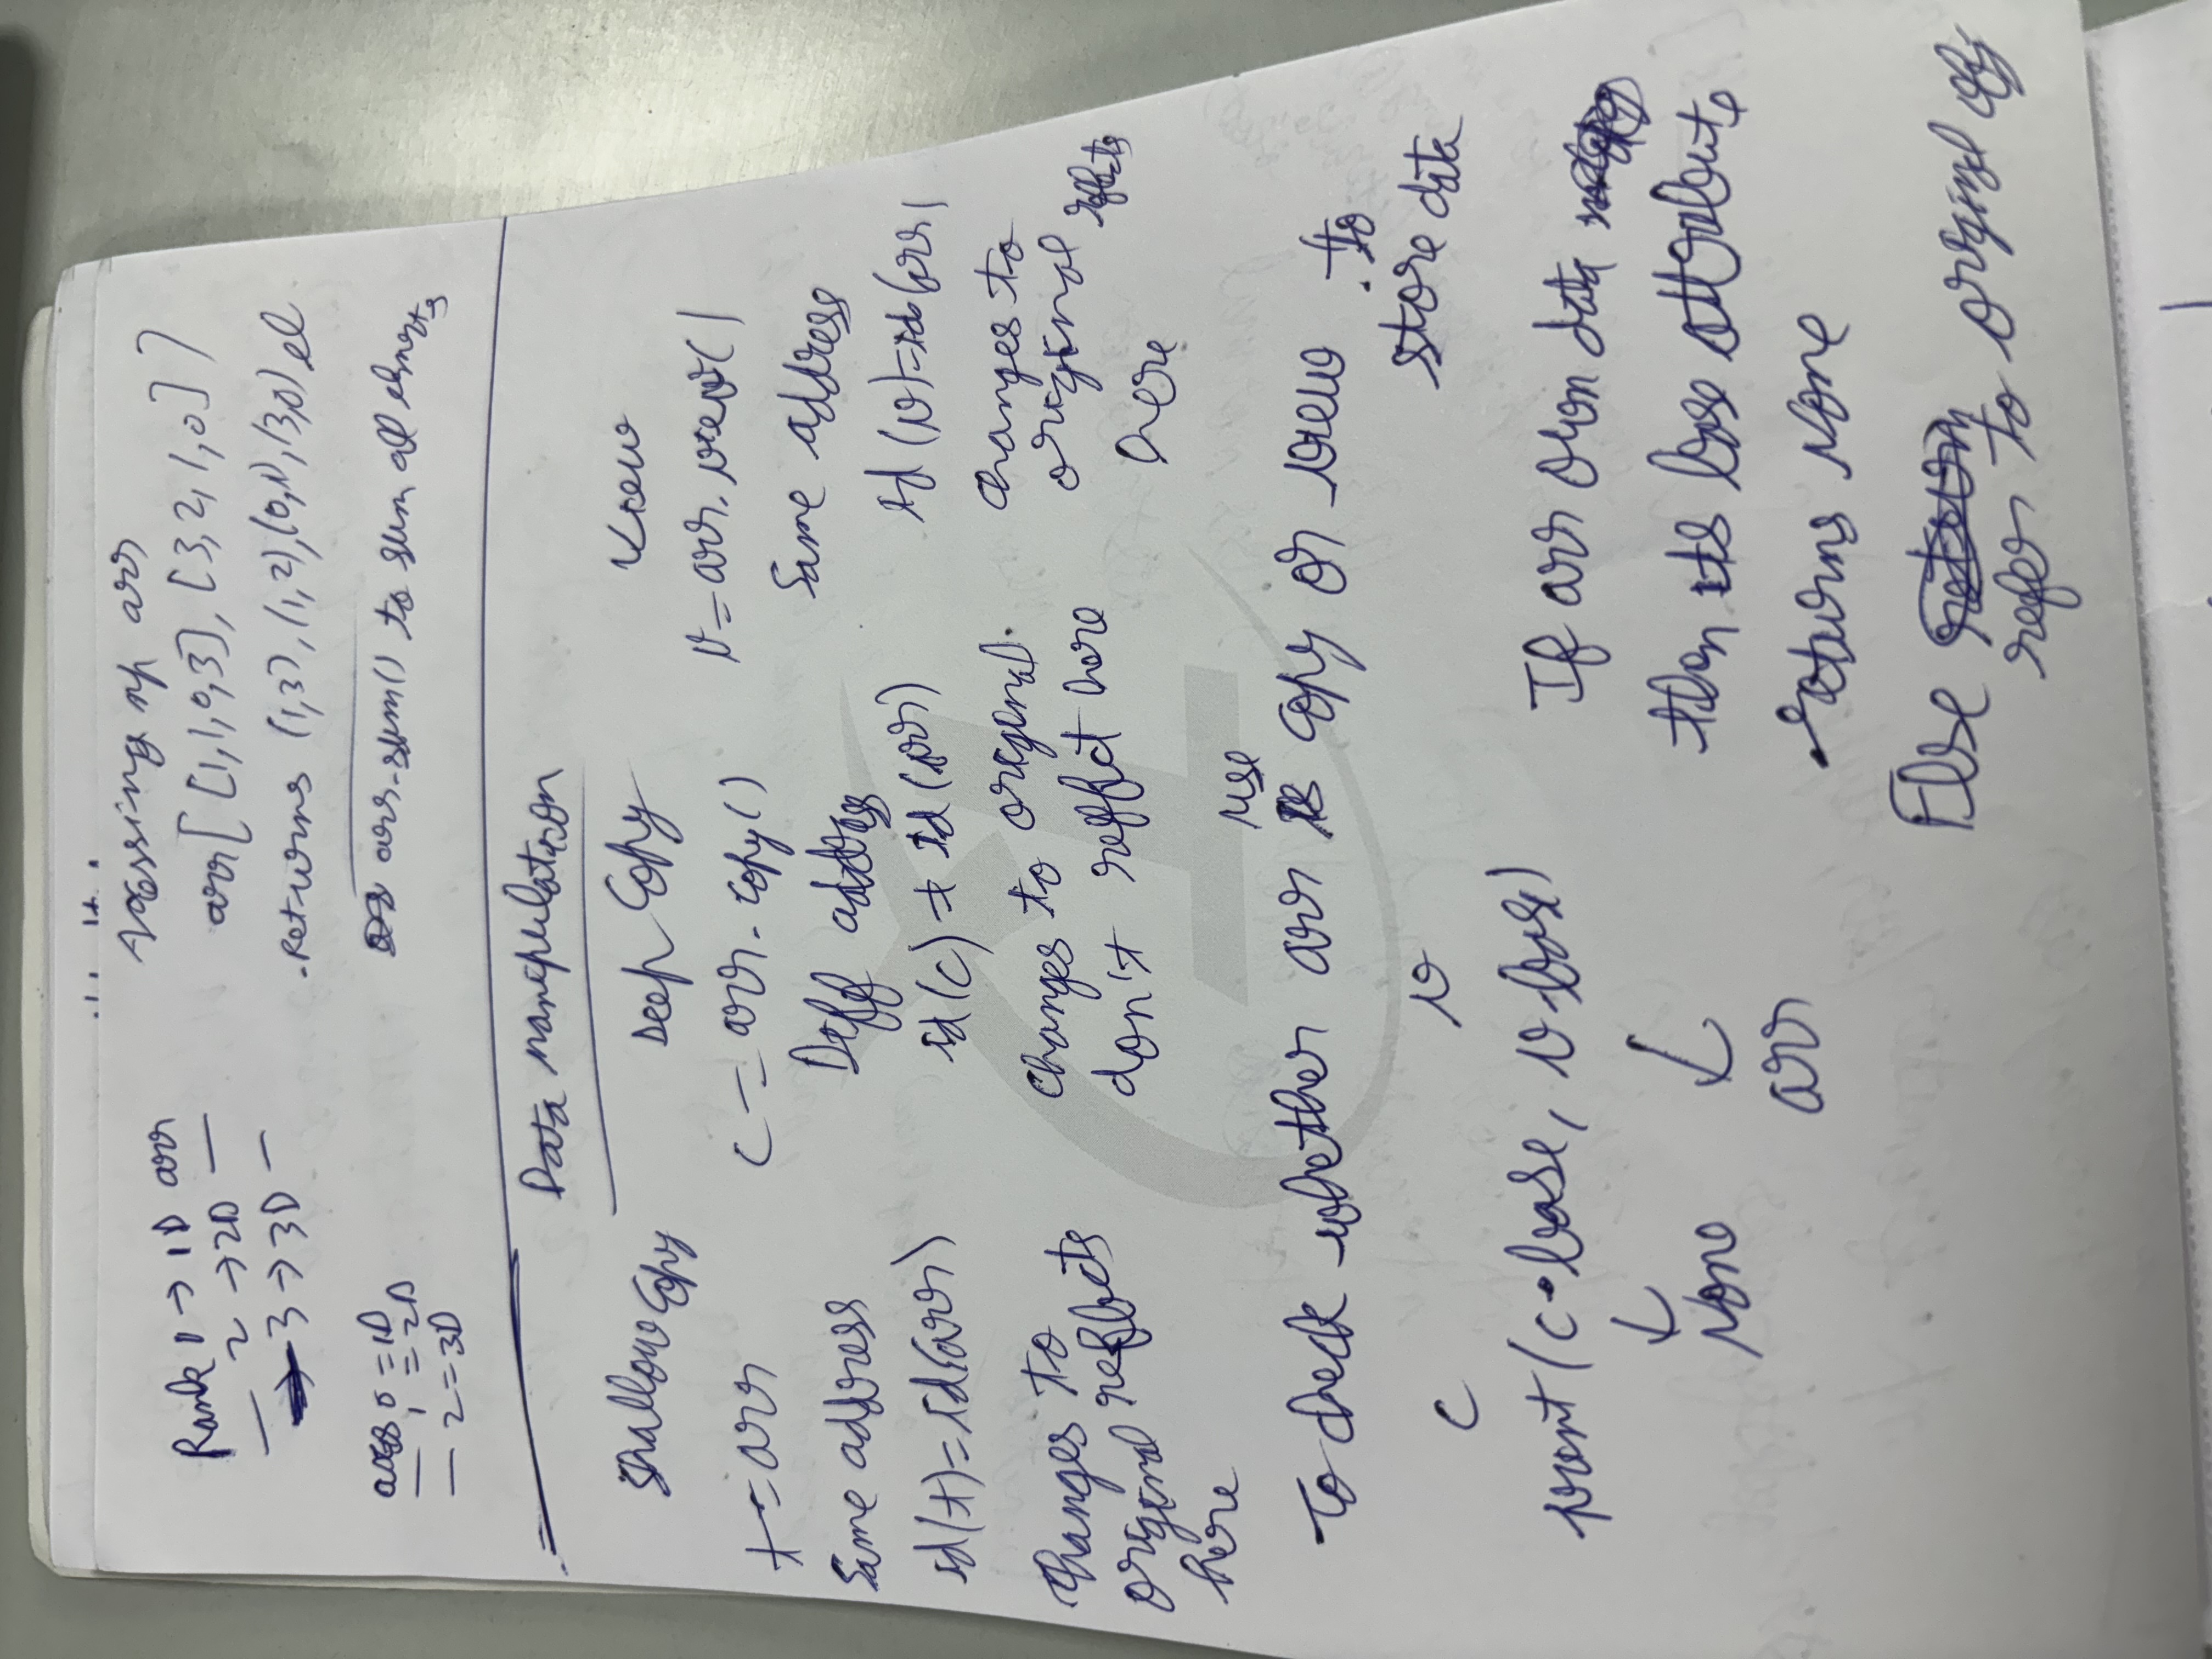 Rank 1 → 1D arr
— 2 → 2D —
3 → 3D —
axes 0 = 1D
— 1 = 2D
— 2 = 3D
Acessing np arr
arr[[1,1,0,3], [3,2,1,0]]
Returns (1,3), (1,2), (0,1), (3,0) el
arr.sum() to sum all elments
Data manipulation
Shallow Copy
t = arr
Same address
id(t) = id(arr)
Changes to
original reflects
here
Deep Copy
C = arr.copy()
Diff address
id(c) ≠ id(arr)
changes to original
don't reflect here
View
V = arr.view()
Same address
id(v) = id(arr)
Changes to
original reflects
here
To check whether arr use copy or view to
store data
C V
print(c.base, v.base)
↓ ↓
None
arr
If arr own data
then its base attribute
returns None
Else
refer to original obj